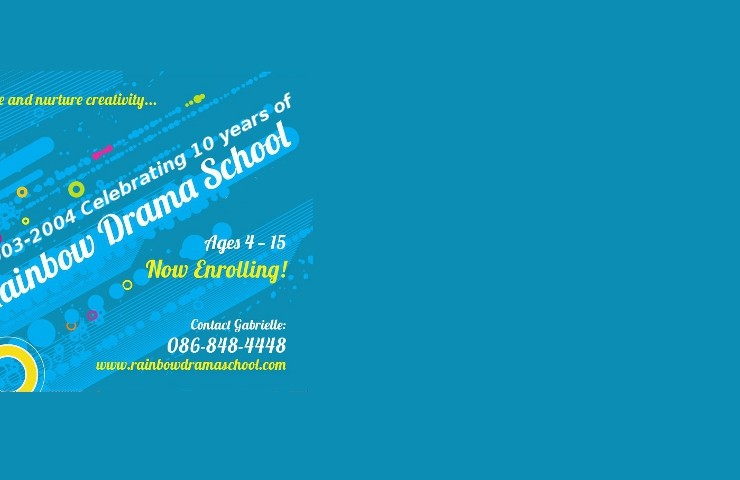 and nurture creativity...
03-2004 Celebrating 10 years of
ainbow Drama School
Ages 4 – 15
Now Enrolling!
Contact Gabrielle:
086-848-4448
www.rainbowdramaschool.com